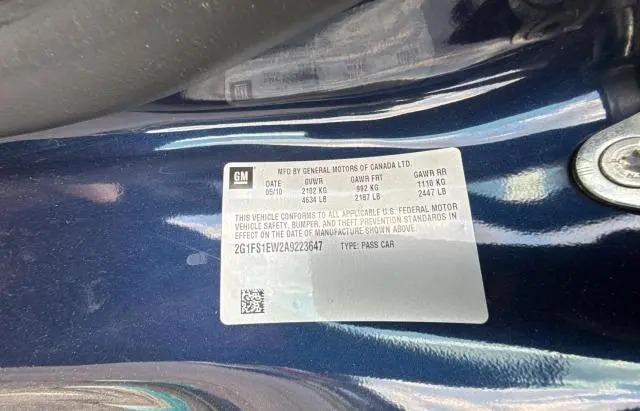 GM
MFD BY GENERAL MOTORS OF CANADA LTD.
DATE GVWR GAWR FRT GAWR RR
05/10 2102 KG 992 KG 1110 KG
4634 LB 2187 LB 2447 LB
THIS VEHICLE CONFORMS TO ALL APPLICABLE U.S. FEDERAL MOTOR
VEHICLE SAFETY, BUMPER, AND THEFT PREVENTION STANDARDS IN
EFFECT ON THE DATE OF MANUFACTURE SHOWN ABOVE.
2G1FS1EW2A9223647 TYPE: PASS CAR